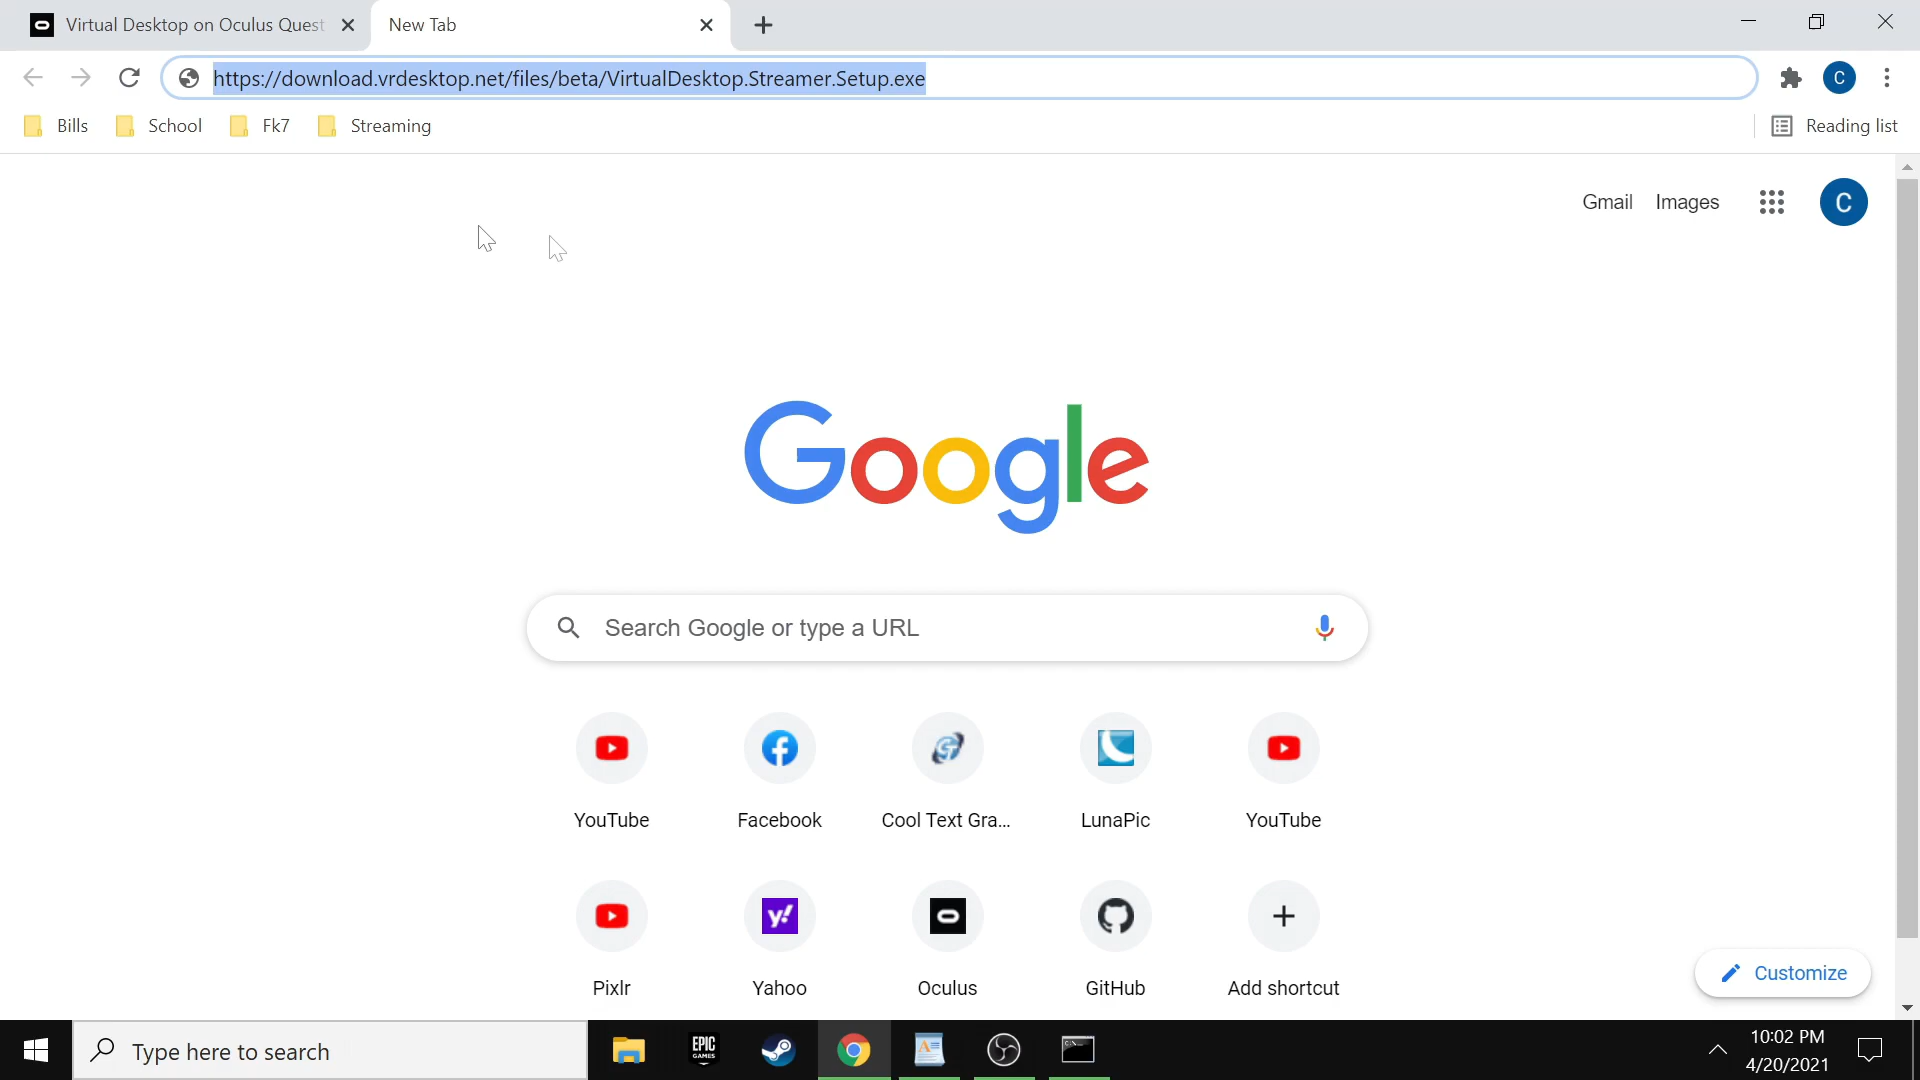 Virtual Desktop on Oculus Quest
New Tab
https://download.vrdesktop.net/files/beta/VirtualDesktop.Streamer.Setup.exe
C
Bills School Fk7 Streaming
Reading list
Gmail Images
C
Google
Search Google or type a URL
YouTube Facebook Cool Text Gra... LunaPic YouTube
Pixlr Yahoo Oculus GitHub Add shortcut
Customize
Type here to search
EPIC GAMES
10:02 PM
4/20/2021